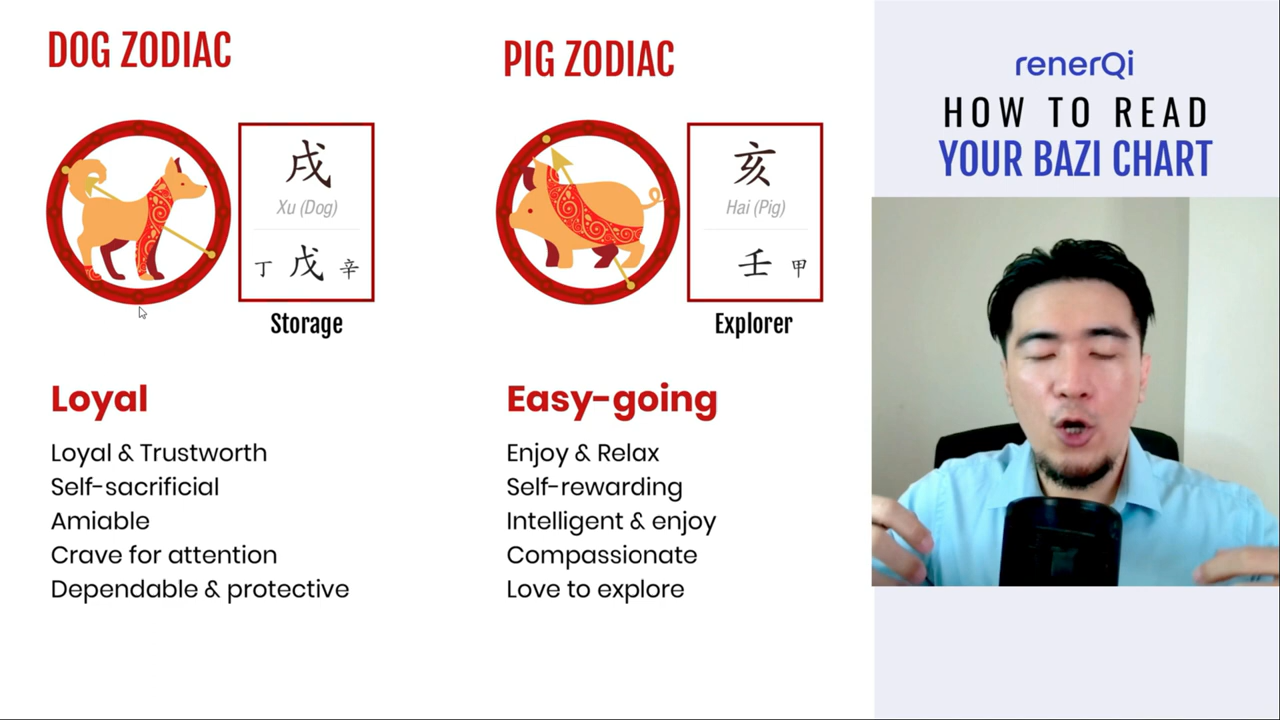 DOG ZODIAC
戌
Xu (Dog)
丁 戊 辛
Storage
Loyal
Loyal & Trustworth
Self-sacrificial
Amiable
Crave for attention
Dependable & protective
PIG ZODIAC
亥
Hai (Pig)
壬 甲
Explorer
Easy-going
Enjoy & Relax
Self-rewarding
Intelligent & enjoy
Compassionate
Love to explore
renerQi
HOW TO READ
YOUR BAZI CHART